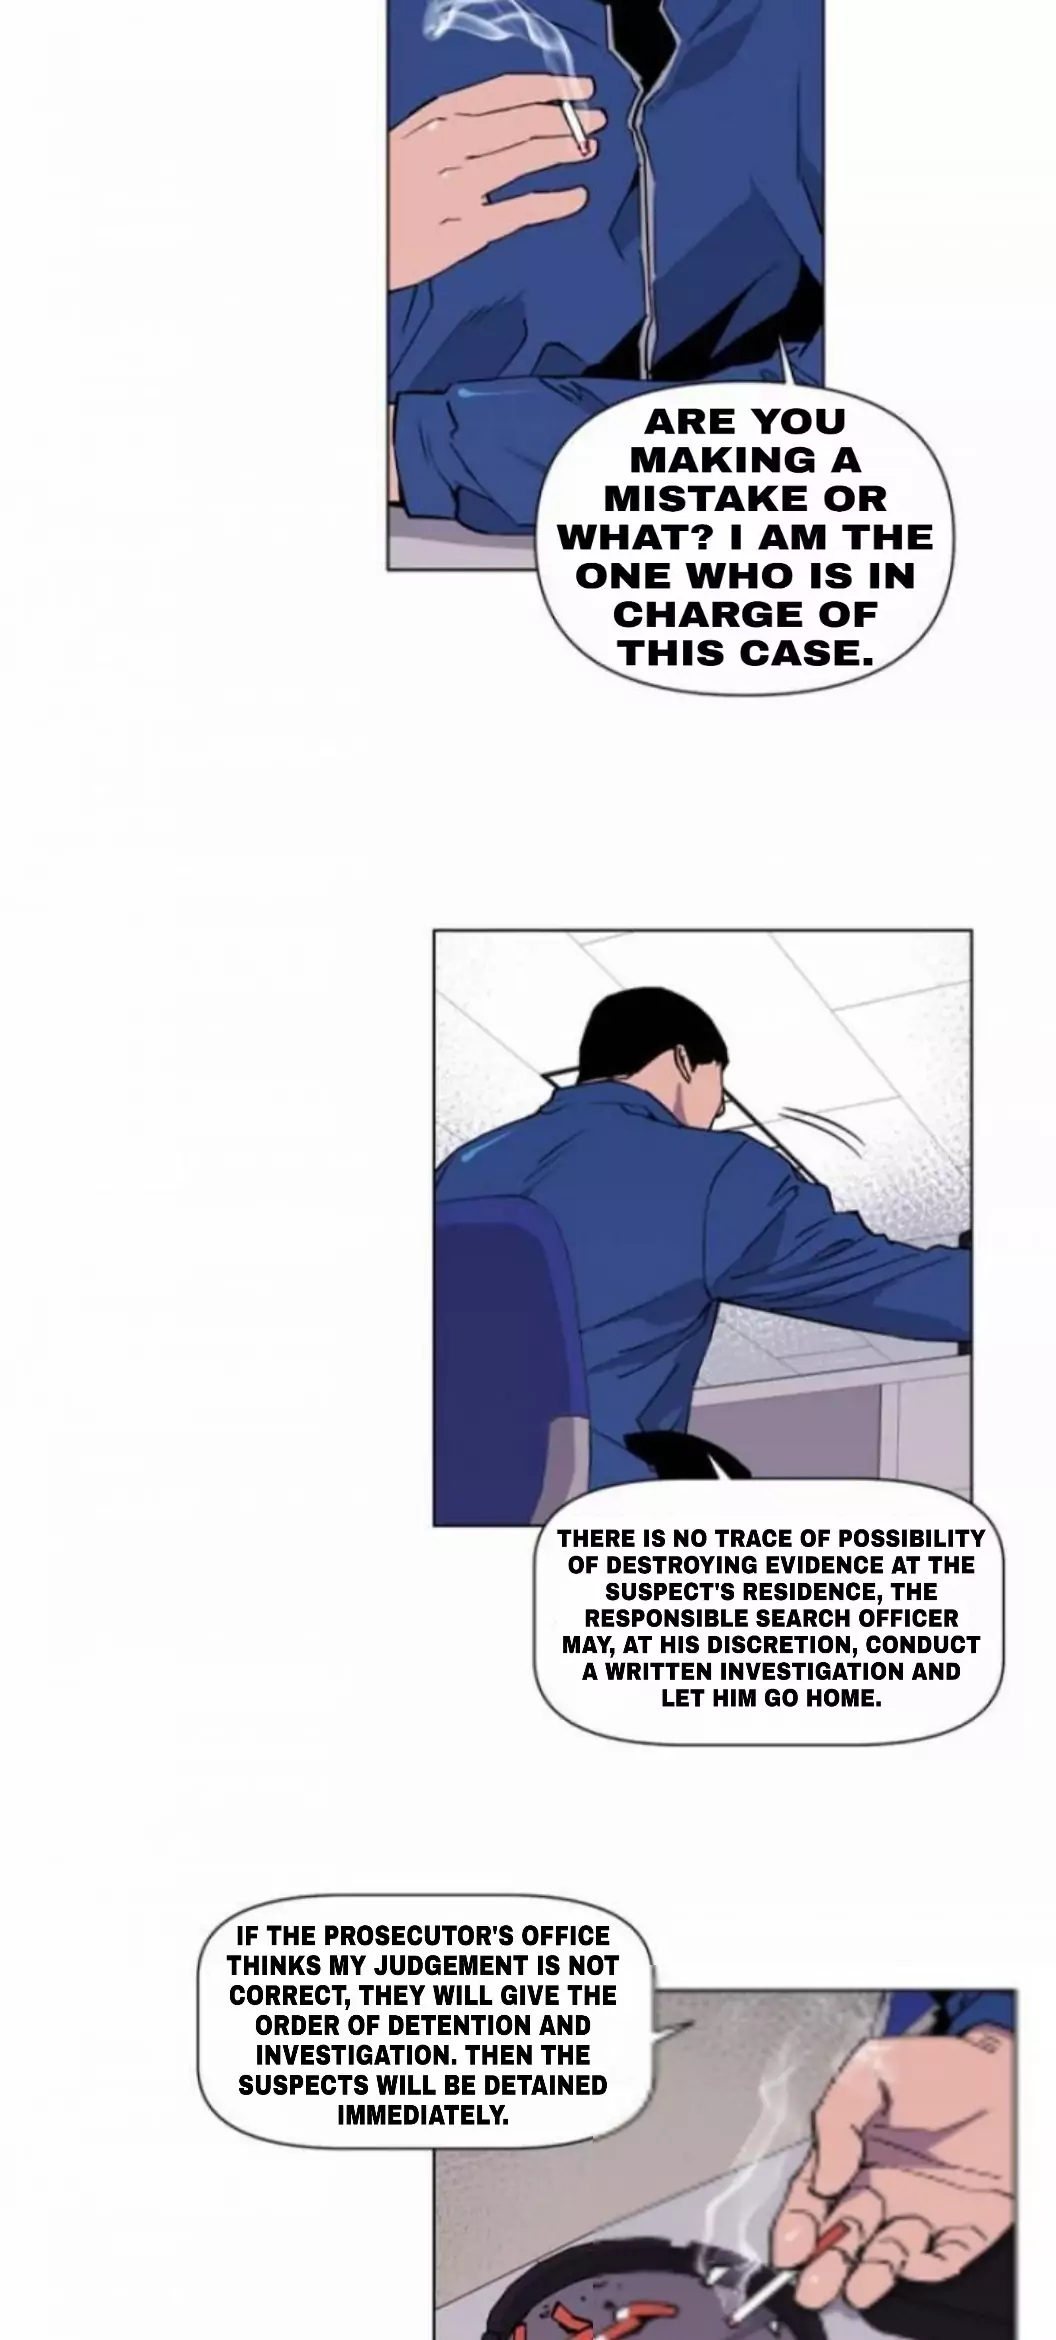 ARE YOU
MAKING A
MISTAKE OR
WHAT? I AM THE
ONE WHO IS IN
CHARGE OF
THIS CASE.
THERE IS NO TRACE OF POSSIBILITY
OF DESTROYING EVIDENCE AT THE
SUSPECT'S RESIDENCE, THE
RESPONSIBLE SEARCH OFFICER
MAY, AT HIS DISCRETION, CONDUCT
A WRITTEN INVESTIGATION AND
LET HIM GO HOME.
IF THE PROSECUTOR'S OFFICE
THINKS MY JUDGEMENT IS NOT
CORRECT, THEY WILL GIVE THE
ORDER OF DETENTION AND
INVESTIGATION. THEN THE
SUSPECTS WILL BE DETAINED
IMMEDIATELY.